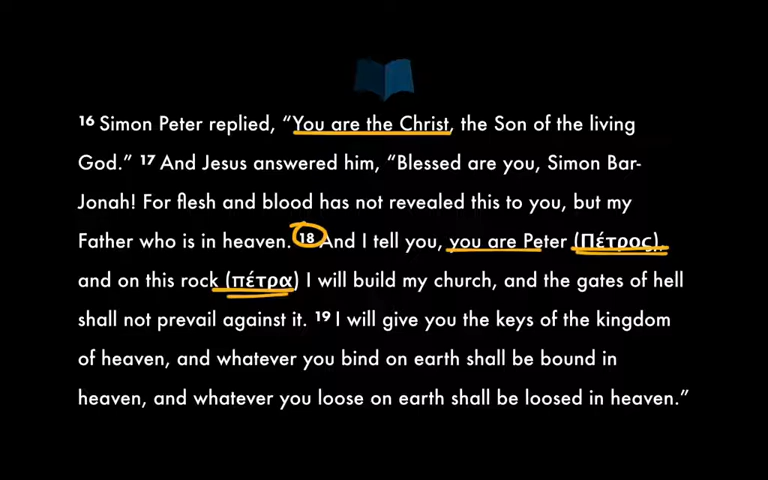 16 Simon Peter replied, “You are the Christ, the Son of the living
God.” 17 And Jesus answered him, “Blessed are you, Simon Bar-
Jonah! For flesh and blood has not revealed this to you, but my
Father who is in heaven. 18 And I tell you, you are Peter (Πέτρος),
and on this rock (πέτρα) I will build my church, and the gates of hell
shall not prevail against it. 19 I will give you the keys of the kingdom
of heaven, and whatever you bind on earth shall be bound in
heaven, and whatever you loose on earth shall be loosed in heaven.”